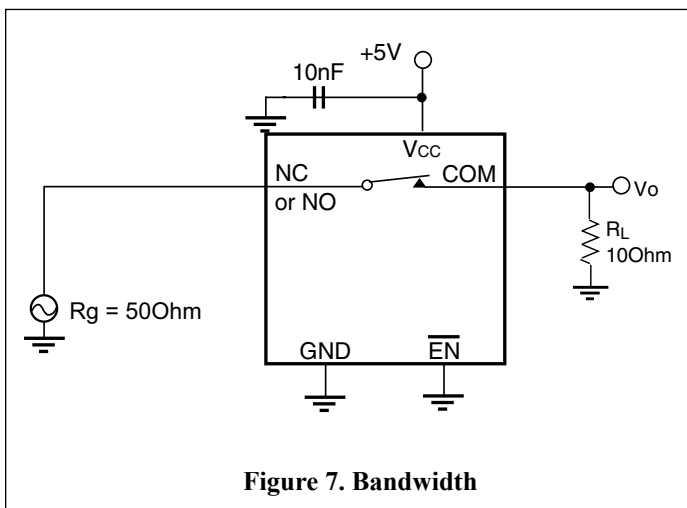 +5V
10nF
VCC
NC
COM
or NO
Vo
RL
10Ohm
Rg = 50Ohm
GND
EN
Figure 7. Bandwidth